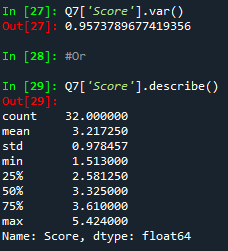 In [27]: Q7['Score'].var()
Out[27]: 0.9573789677419356
In [28]: #Or
In [29]: Q7['Score'].describe()
Out[29]:
count    32.000000
mean      3.217250
std       0.978457
min       1.513000
25%       2.581250
50%       3.325000
75%       3.610000
max       5.424000
Name: Score, dtype: float64